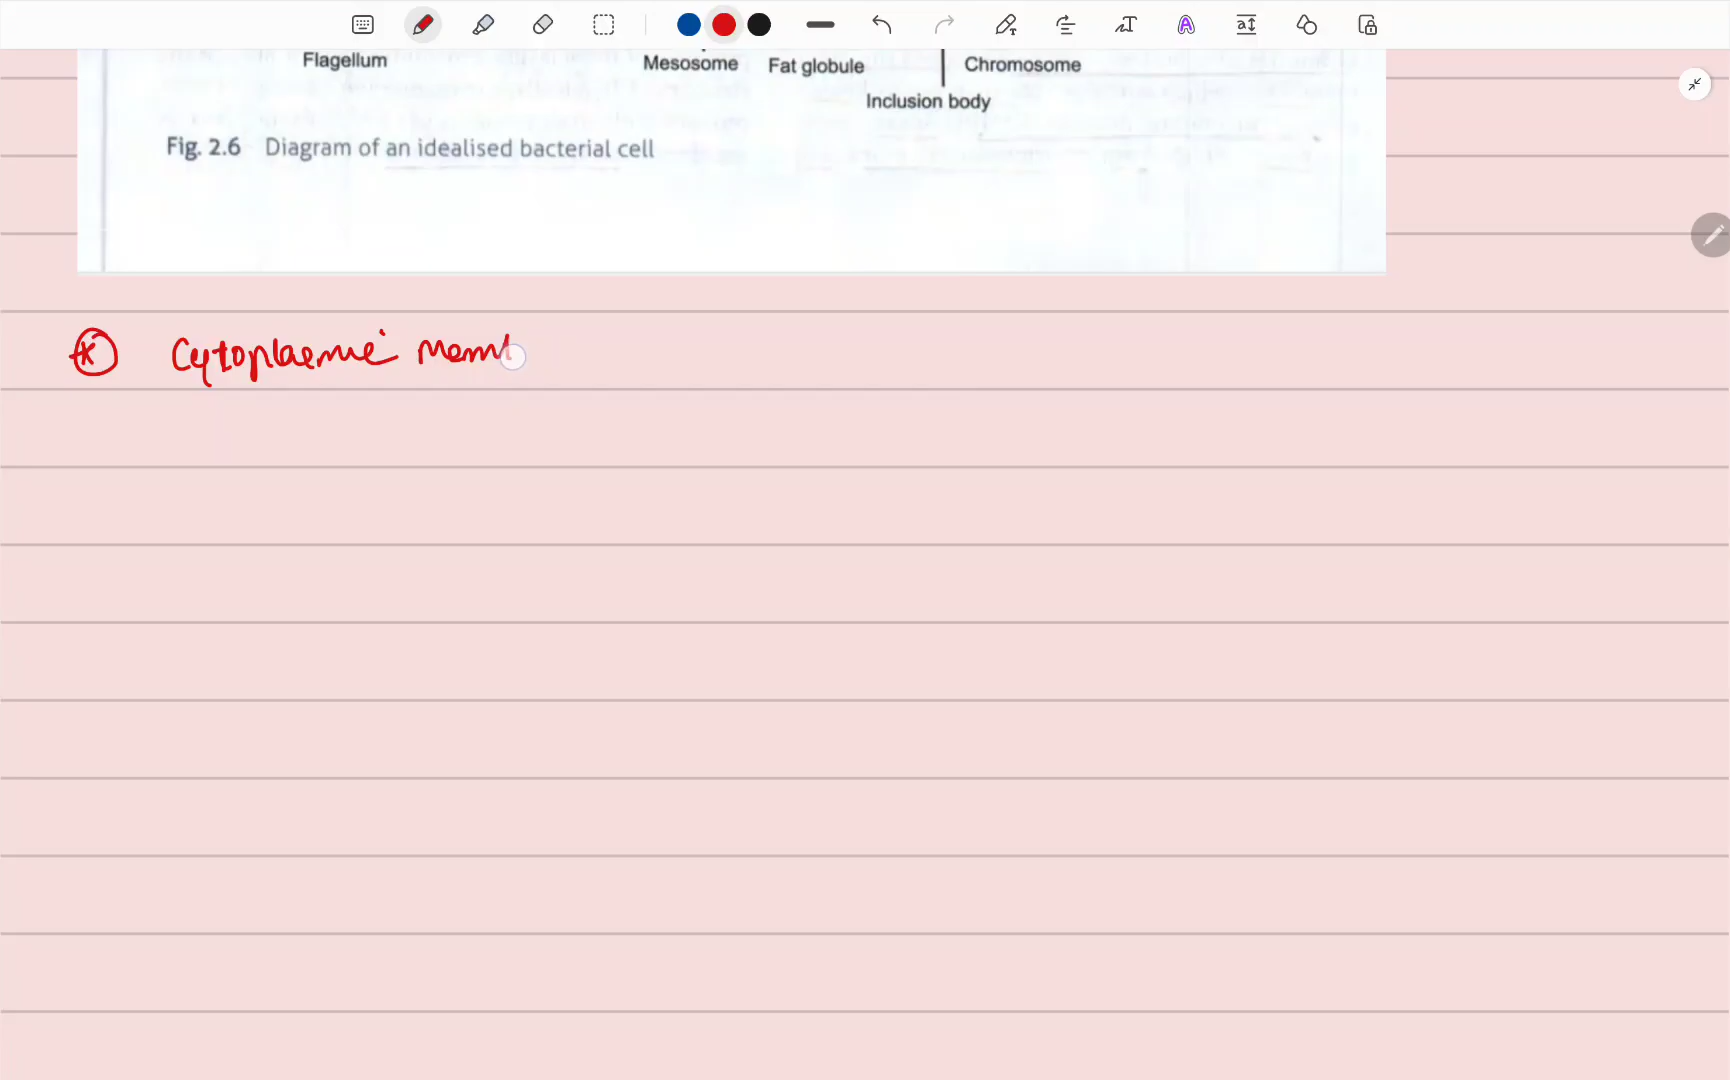 Flagellum
Mesosome Fat globule Chromosome
Inclusion body
Fig. 2.6 Diagram of an idealised bacterial cell
Cytoplasmic Memb